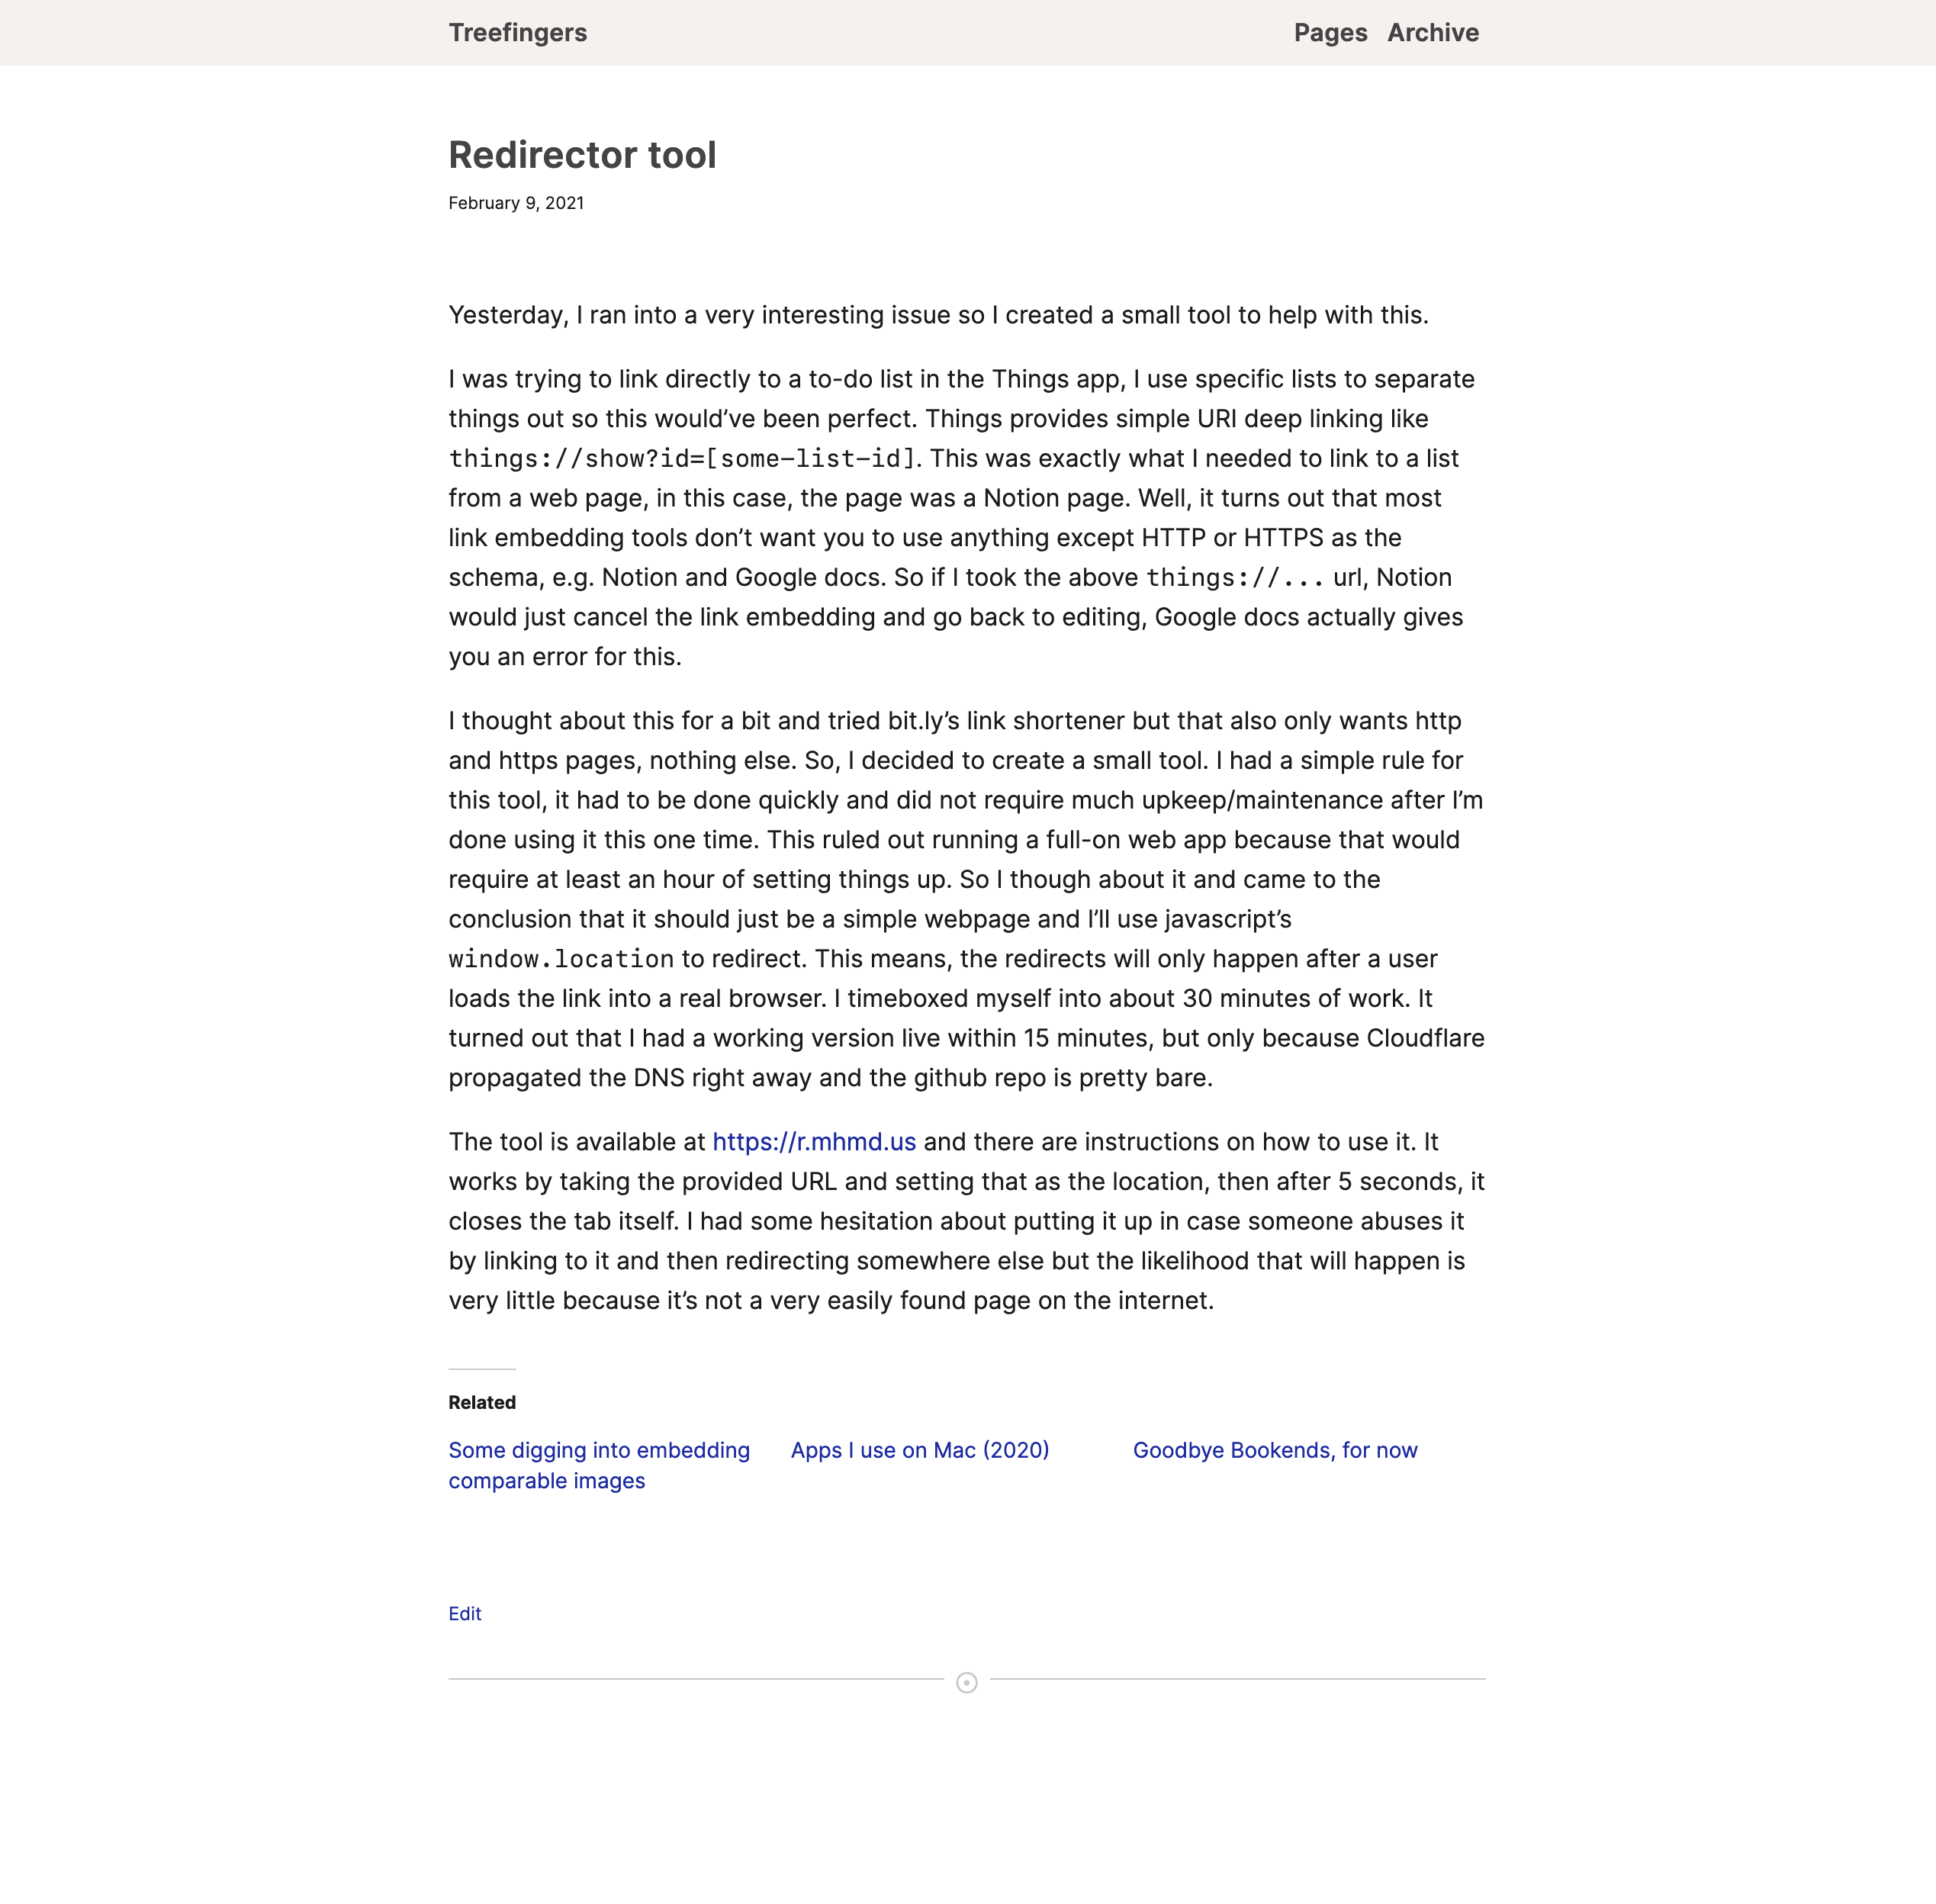 Treefingers
Pages Archive
Redirector tool
February 9, 2021
Yesterday, I ran into a very interesting issue so I created a small tool to help with this.
I was trying to link directly to a to-do list in the Things app, I use specific lists to separate
things out so this would’ve been perfect. Things provides simple URI deep linking like
things://show?id=[some-list-id]. This was exactly what I needed to link to a list
from a web page, in this case, the page was a Notion page. Well, it turns out that most
link embedding tools don’t want you to use anything except HTTP or HTTPS as the
schema, e.g. Notion and Google docs. So if I took the above things://... url, Notion
would just cancel the link embedding and go back to editing, Google docs actually gives
you an error for this.
I thought about this for a bit and tried bit.ly’s link shortener but that also only wants http
and https pages, nothing else. So, I decided to create a small tool. I had a simple rule for
this tool, it had to be done quickly and did not require much upkeep/maintenance after I’m
done using it this one time. This ruled out running a full-on web app because that would
require at least an hour of setting things up. So I though about it and came to the
conclusion that it should just be a simple webpage and I’ll use javascript’s
window.location to redirect. This means, the redirects will only happen after a user
loads the link into a real browser. I timeboxed myself into about 30 minutes of work. It
turned out that I had a working version live within 15 minutes, but only because Cloudflare
propagated the DNS right away and the github repo is pretty bare.
The tool is available at https://r.mhmd.us and there are instructions on how to use it. It
works by taking the provided URL and setting that as the location, then after 5 seconds, it
closes the tab itself. I had some hesitation about putting it up in case someone abuses it
by linking to it and then redirecting somewhere else but the likelihood that will happen is
very little because it’s not a very easily found page on the internet.
Related
Some digging into embedding
comparable images
Apps I use on Mac (2020)
Goodbye Bookends, for now
Edit